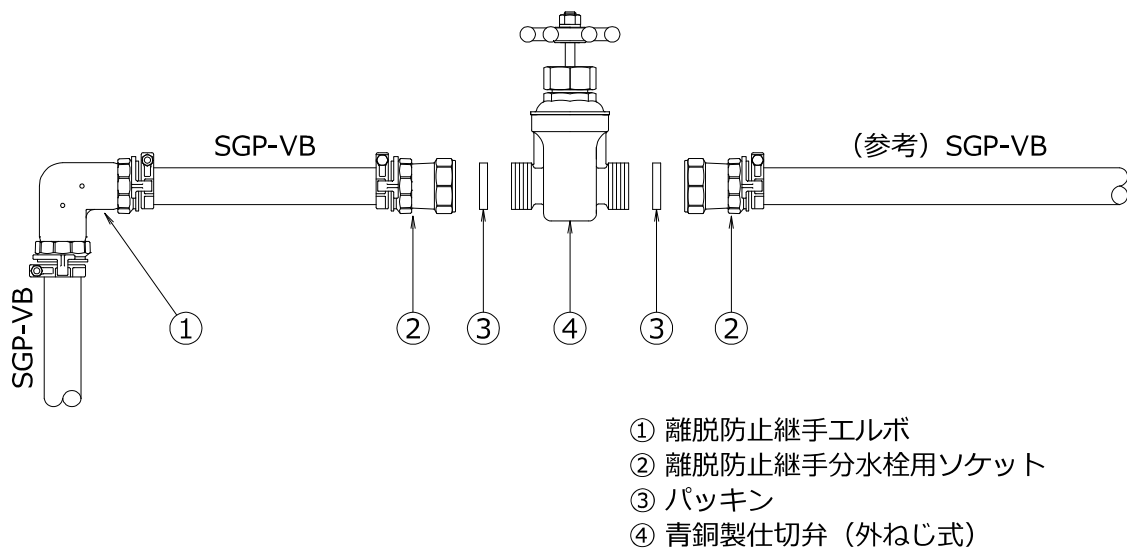 SGP-VB
（参考）SGP-VB
SGP-VB
① ② ③ ④ ③ ②
① 離脱防止継手エルボ
② 離脱防止継手分水栓用ソケット
③ パッキン
④ 青銅製仕切弁（外ねじ式）